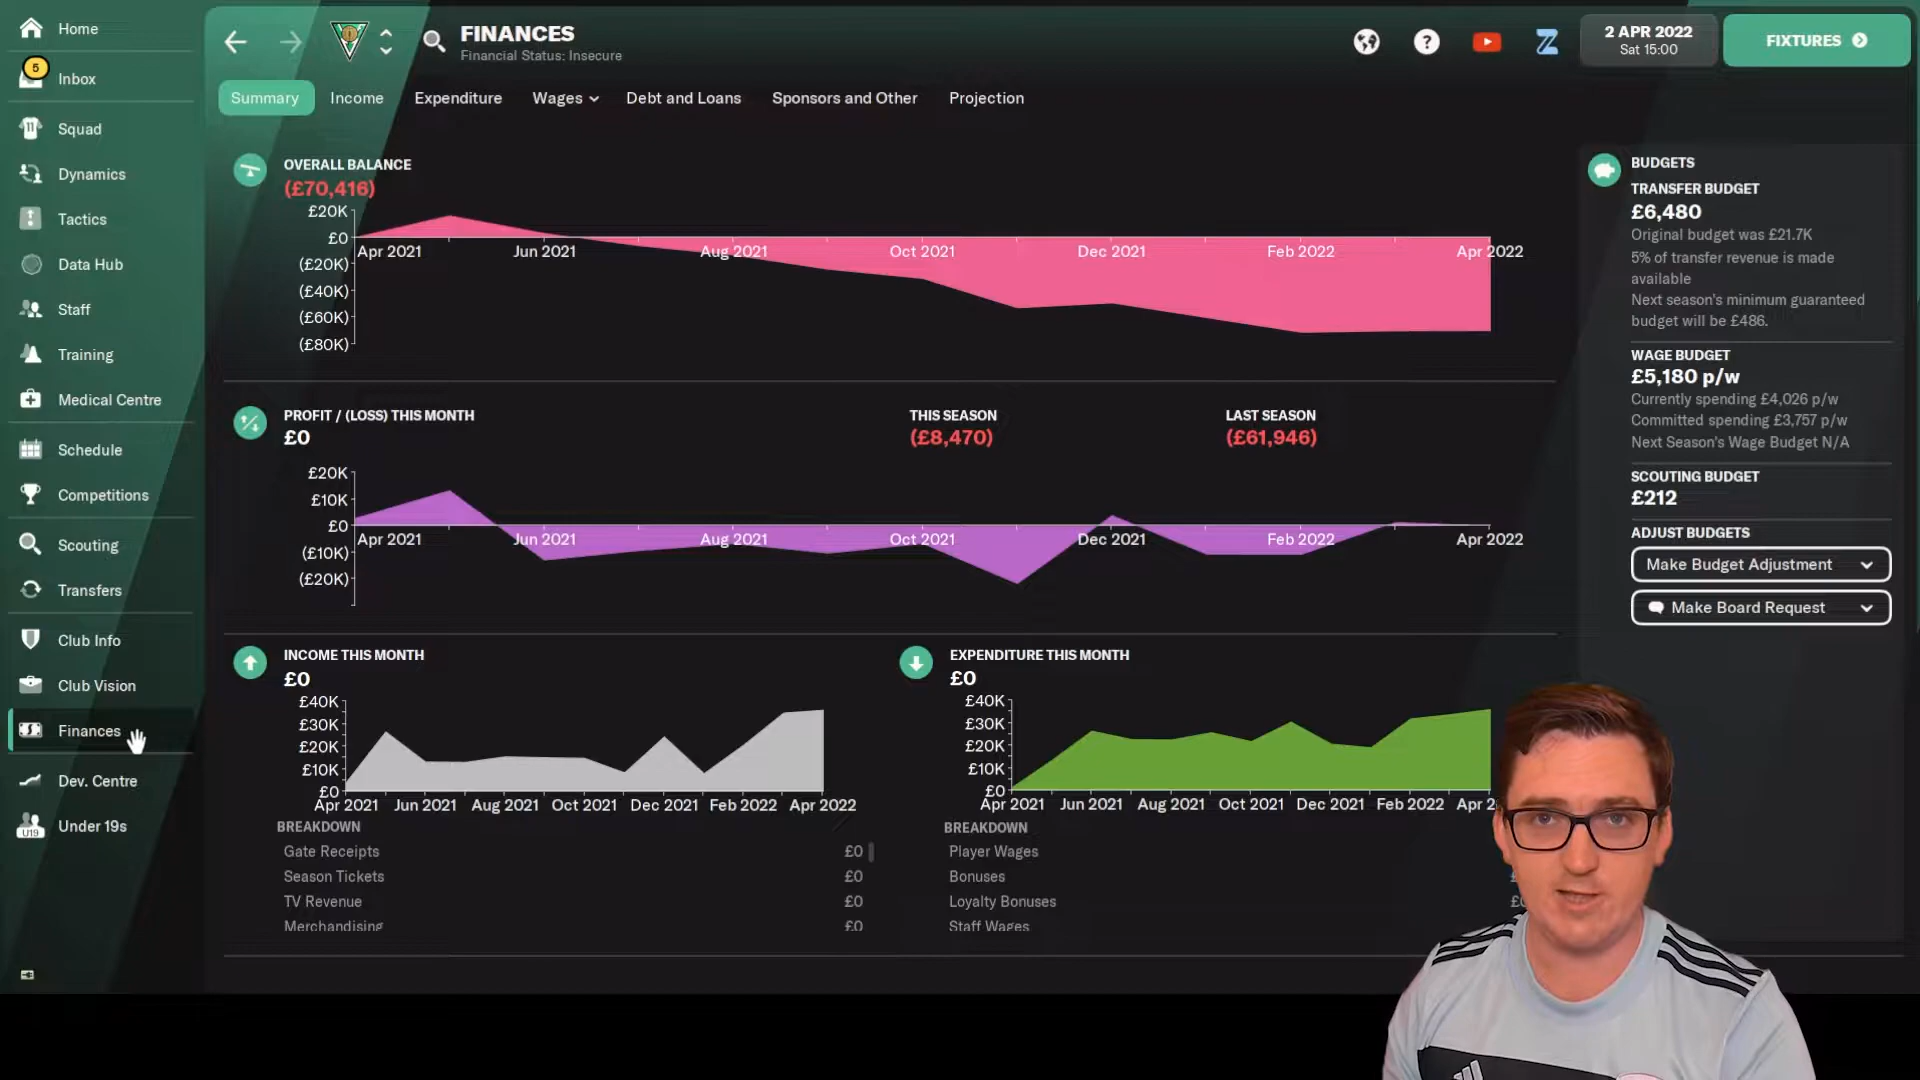 Home
5
Inbox
Squad
Dynamics
Tactics
Data Hub
Staff
Training
Medical Centre
Schedule
Competitions
Scouting
Transfers
Club Info
Club Vision
Finances
Dev. Centre
U19
Under 19s
FINANCES
Financial Status: Insecure
?
2 APR 2022
Sat 15:00
FIXTURES
Summary
Income
Expenditure
Wages
Debt and Loans
Sponsors and Other
Projection
OVERALL BALANCE
(£70,416)
£20K
£0
(£20K)
(£40K)
(£60K)
(£80K)
Apr 2021 Jun 2021 Aug 2021 Oct 2021 Dec 2021 Feb 2022 Apr 2022
PROFIT / (LOSS) THIS MONTH
£0
THIS SEASON
(£8,470)
LAST SEASON
(£61,946)
£20K
£10K
£0
(£10K)
(£20K)
Apr 2021 Jun 2021 Aug 2021 Oct 2021 Dec 2021 Feb 2022 Apr 2022
INCOME THIS MONTH
£0
£40K
£30K
£20K
£10K
£0
Apr 2021 Jun 2021 Aug 2021 Oct 2021 Dec 2021 Feb 2022 Apr 2022
BREAKDOWN
Gate Receipts £0
Season Tickets £0
TV Revenue £0
Merchandising £0
EXPENDITURE THIS MONTH
£0
£40K
£30K
£20K
£10K
£0
Apr 2021 Jun 2021 Aug 2021 Oct 2021 Dec 2021 Feb 2022 Apr 2
BREAKDOWN
Player Wages
Bonuses
Loyalty Bonuses
Staff Wages
BUDGETS
TRANSFER BUDGET
£6,480
Original budget was £21.7K
5% of transfer revenue is made
available
Next season's minimum guaranteed
budget will be £486.
WAGE BUDGET
£5,180 p/w
Currently spending £4,026 p/w
Committed spending £3,757 p/w
Next Season's Wage Budget N/A
SCOUTING BUDGET
£212
ADJUST BUDGETS
Make Budget Adjustment
Make Board Request